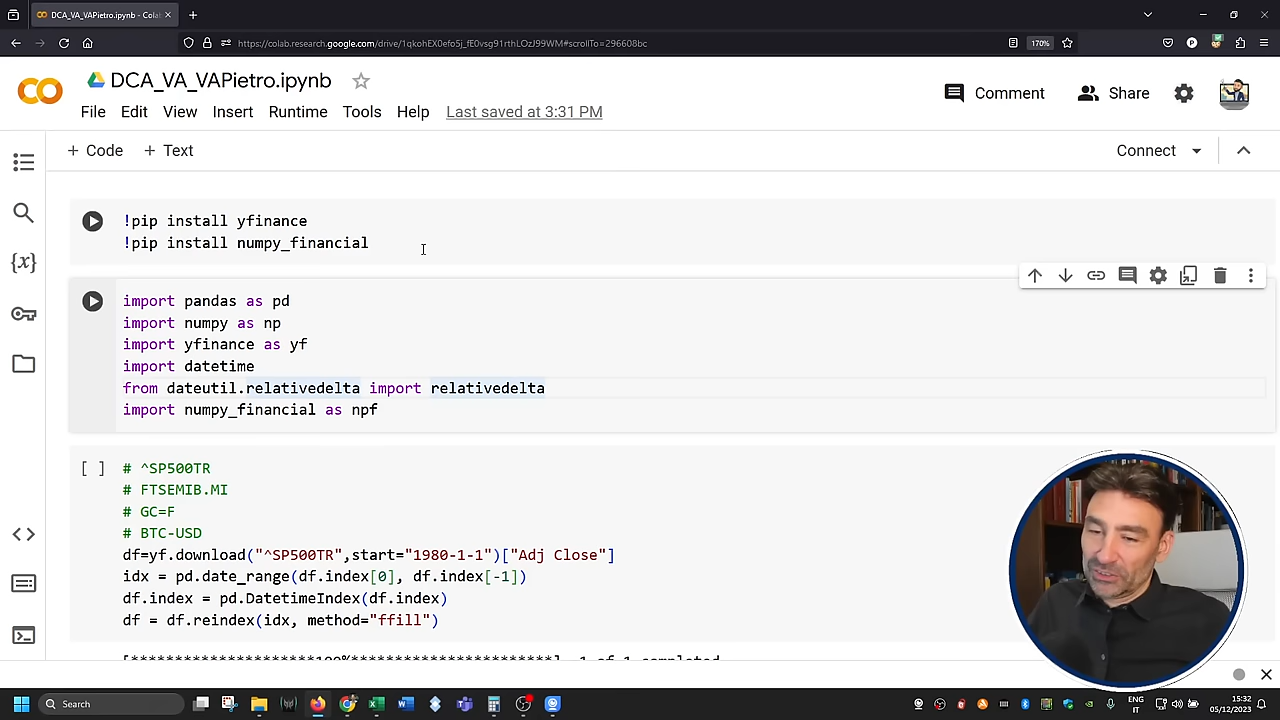 DCA_VA_VAPietro.ipynb - Cola
https://colab.research.google.com/drive/1qkohEX0efo5j_fE0vsg91rthLOzJ99WM#scrollTo=296608bc
170%
DCA_VA_VAPietro.ipynb
Comment
Share
File Edit View Insert Runtime Tools Help Last saved at 3:31 PM
+ Code + Text
Connect
!pip install yfinance
!pip install numpy_financial
import pandas as pd
import numpy as np
import yfinance as yf
import datetime
from dateutil.relativedelta import relativedelta
import numpy_financial as npf
[ ]
# ^SP500TR
# FTSEMIB.MI
# GC=F
# BTC-USD
df=yf.download("^SP500TR",start="1980-1-1")["Adj Close"]
idx = pd.date_range(df.index[0], df.index[-1])
df.index = pd.DatetimeIndex(df.index)
df = df.reindex(idx, method="ffill")
[*********************100%***********************] 1 of 1 completed
Search
ENG
IT
15:32
05/12/2023